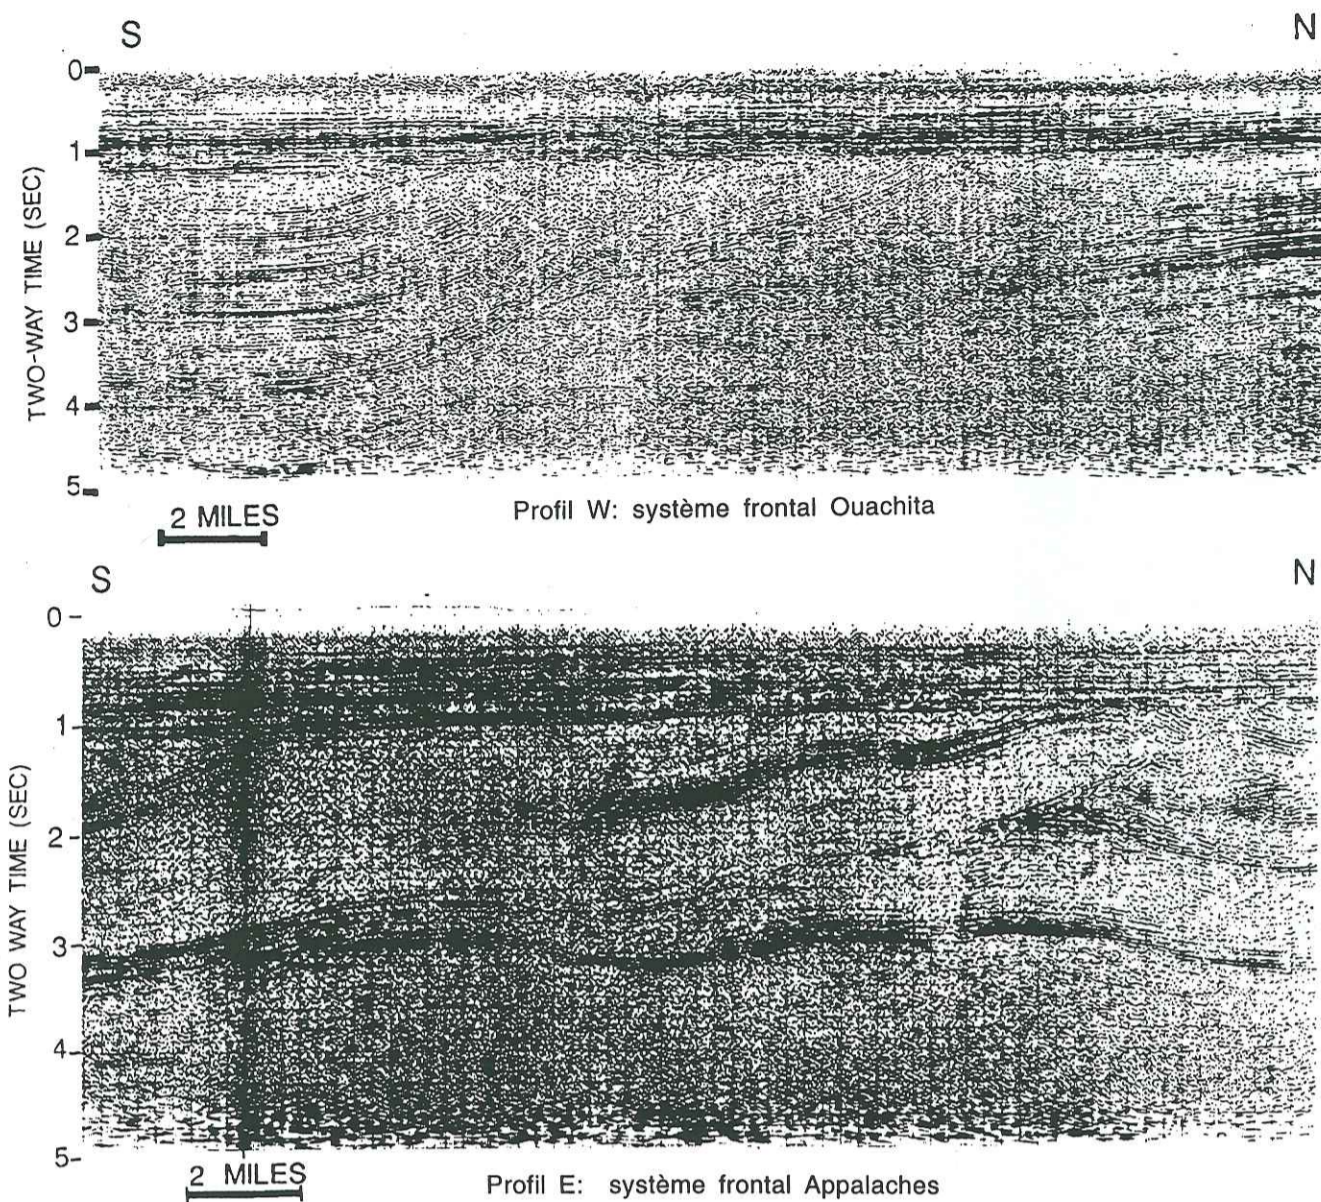 S N
0
1
2
3
4
5
TWO-WAY TIME (SEC)
2 MILES
Profil W: système frontal Ouachita
S N
0
1
2
3
4
5
TWO WAY TIME (SEC)
2 MILES
Profil E: système frontal Appalaches